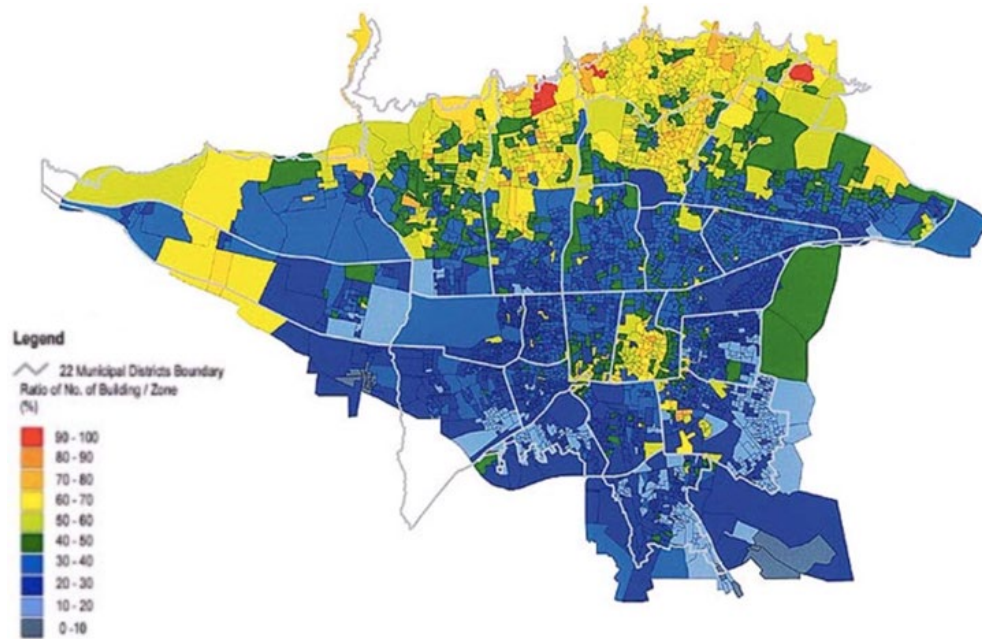 Legend
22 Municipal Districts Boundary
Ratio of No. of Building / Zone
(%)
90 - 100
80 - 90
70 - 80
60 - 70
50 - 60
40 - 50
30 - 40
20 - 30
10 - 20
0 - 10